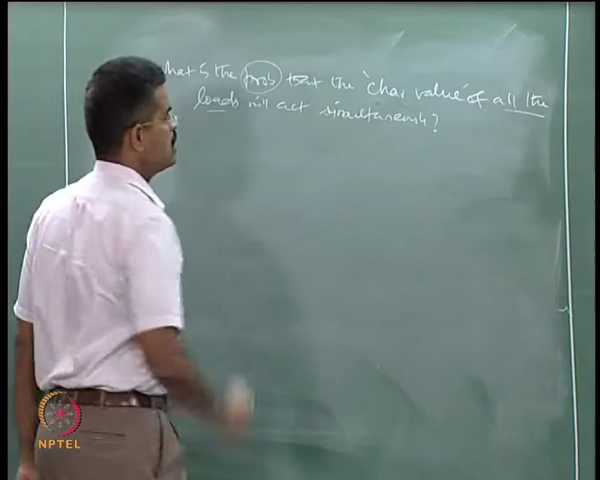 hat is the prob that the 'char value' of all the
loads will act simultaneously?
NPTEL